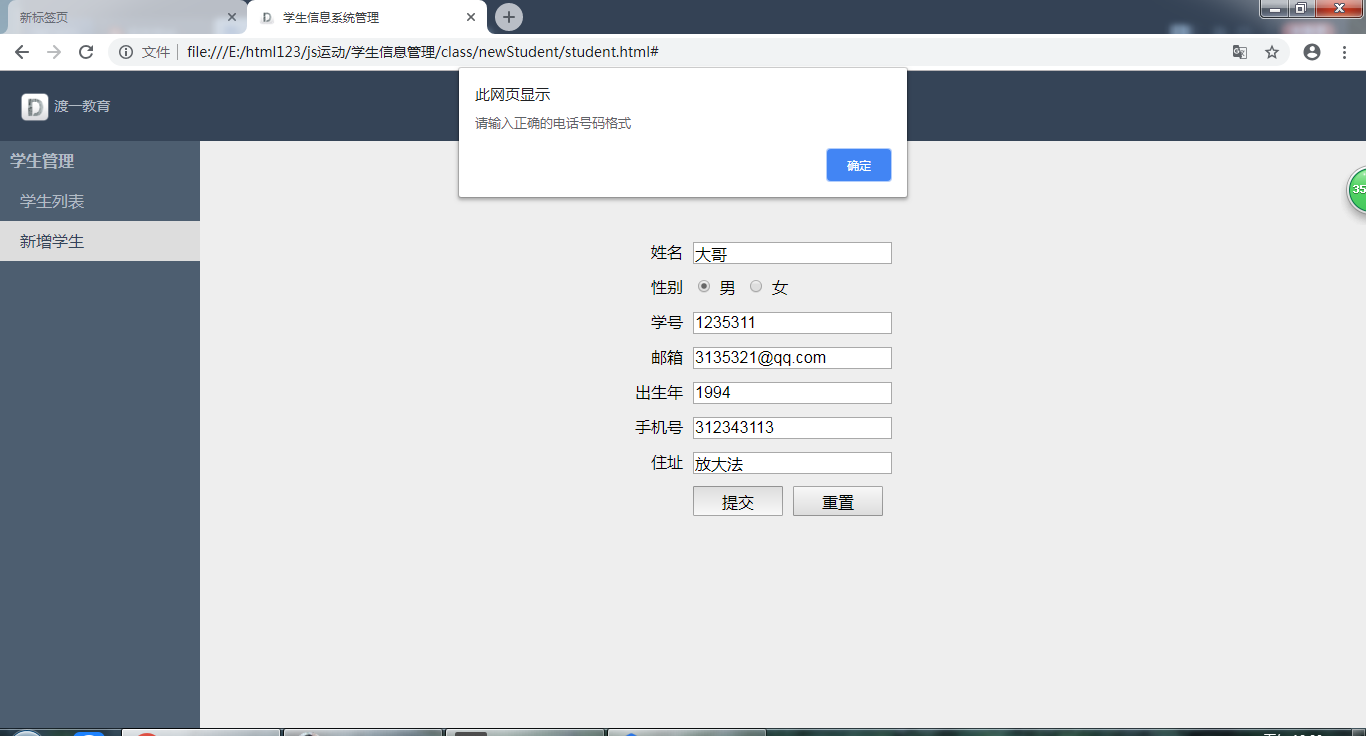 新标签页
学生信息系统管理
文件 file:///E:/html123/js运动/学生信息管理/class/newStudent/student.html#
渡一教育
此网页显示
请输入正确的电话号码格式
确定
学生管理
学生列表
新增学生
35
姓名 大哥
性别 男 女
学号 1235311
邮箱 3135321@qq.com
出生年 1994
手机号 312343113
住址 放大法
提交 重置